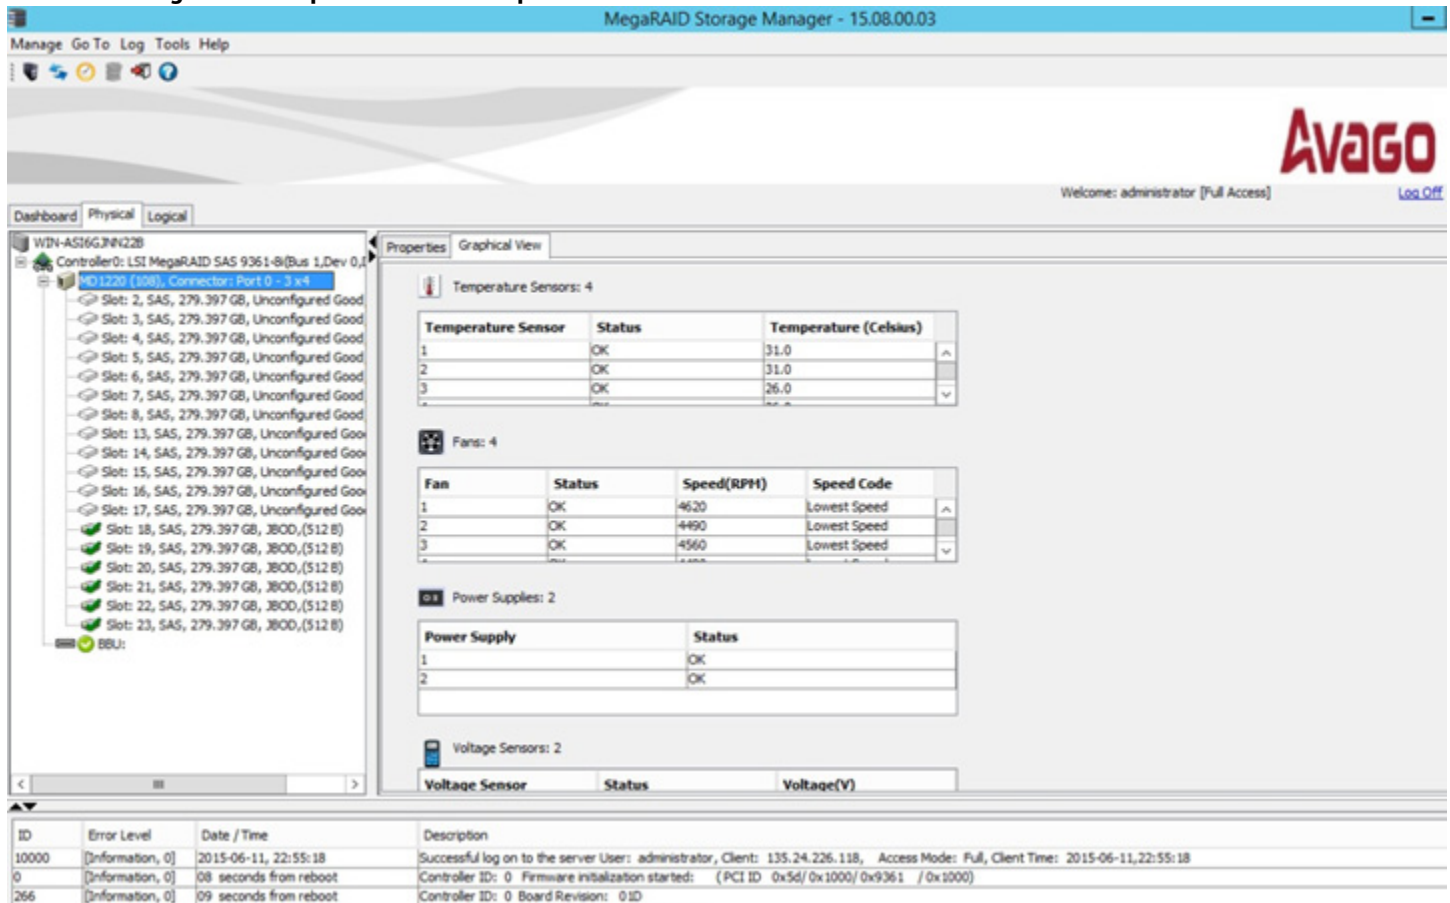 MegaRAID Storage Manager - 15.08.00.03
Manage Go To Log Tools Help
Avago
Welcome: administrator [Full Access] Log Off
Dashboard Physical Logical
WIN-ASI6GJNN22B
Controller0: LSI MegaRAID SAS 9361-8i(Bus 1,Dev 0,
MD1220 (108), Connector: Port 0 - 3 x4
Slot: 2, SAS, 279.397 GB, Unconfigured Good,
Slot: 3, SAS, 279.397 GB, Unconfigured Good,
Slot: 4, SAS, 279.397 GB, Unconfigured Good,
Slot: 5, SAS, 279.397 GB, Unconfigured Good,
Slot: 6, SAS, 279.397 GB, Unconfigured Good,
Slot: 7, SAS, 279.397 GB, Unconfigured Good,
Slot: 8, SAS, 279.397 GB, Unconfigured Good
Slot: 13, SAS, 279.397 GB, Unconfigured Goo
Slot: 14, SAS, 279.397 GB, Unconfigured Goo
Slot: 15, SAS, 279.397 GB, Unconfigured Goo
Slot: 16, SAS, 279.397 GB, Unconfigured Goo
Slot: 17, SAS, 279.397 GB, Unconfigured Goo
Slot: 18, SAS, 279.397 GB, JBOD,(512 B)
Slot: 19, SAS, 279.397 GB, JBOD,(512 B)
Slot: 20, SAS, 279.397 GB, JBOD,(512 B)
Slot: 21, SAS, 279.397 GB, JBOD,(512 B)
Slot: 22, SAS, 279.397 GB, JBOD,(512 B)
Slot: 23, SAS, 279.397 GB, JBOD,(512 B)
BBU:
Properties Graphical View
Temperature Sensors: 4
Temperature Sensor Status Temperature (Celsius)
1 OK 31.0
2 OK 31.0
3 OK 26.0
Fans: 4
Fan Status Speed(RPM) Speed Code
1 OK 4620 Lowest Speed
2 OK 4490 Lowest Speed
3 OK 4560 Lowest Speed
Power Supplies: 2
Power Supply Status
1 OK
2 OK
Voltage Sensors: 2
Voltage Sensor Status Voltage(V)
ID Error Level Date / Time Description
10000 [Information, 0] 2015-06-11, 22:55:18 Successful log on to the server User: administrator, Client: 135.24.226.118, Access Mode: Full, Client Time: 2015-06-11,22:55:18
0 [Information, 0] 08 seconds from reboot Controller ID: 0 Firmware initialization started: (PCI ID 0x5d/ 0x1000/ 0x9361 / 0x1000)
266 [Information, 0] 09 seconds from reboot Controller ID: 0 Board Revision: 01D